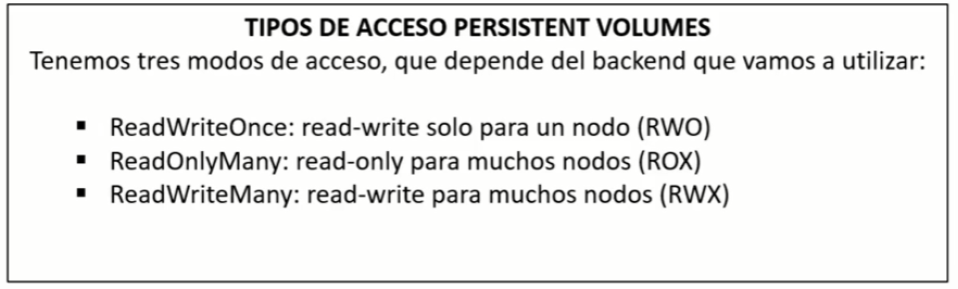 TIPOS DE ACCESO PERSISTENT VOLUMES
Tenemos tres modos de acceso, que depende del backend que vamos a utilizar:
▪ ReadWriteOnce: read-write solo para un nodo (RWO)
▪ ReadOnlyMany: read-only para muchos nodos (ROX)
▪ ReadWriteMany: read-write para muchos nodos (RWX)